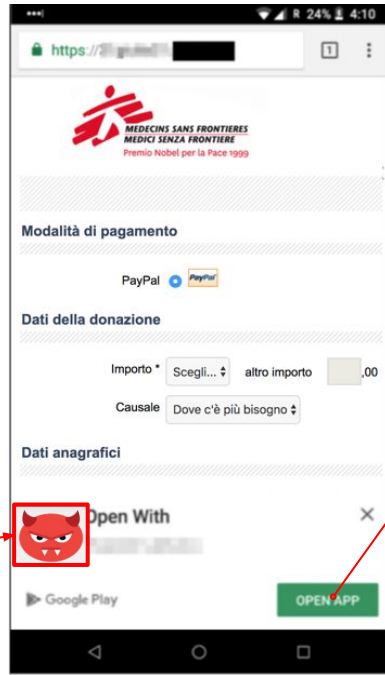 R 24% 4:10
https://
1
MEDECINS SANS FRONTIERES
MEDICI SENZA FRONTIERE
Premio Nobel per la Pace 1999
Modalità di pagamento
PayPal PayPal
Dati della donazione
Importo * Scegli... altro importo ,00
Causale Dove c'è più bisogno
Dati anagrafici
Open With
Google Play
OPEN APP